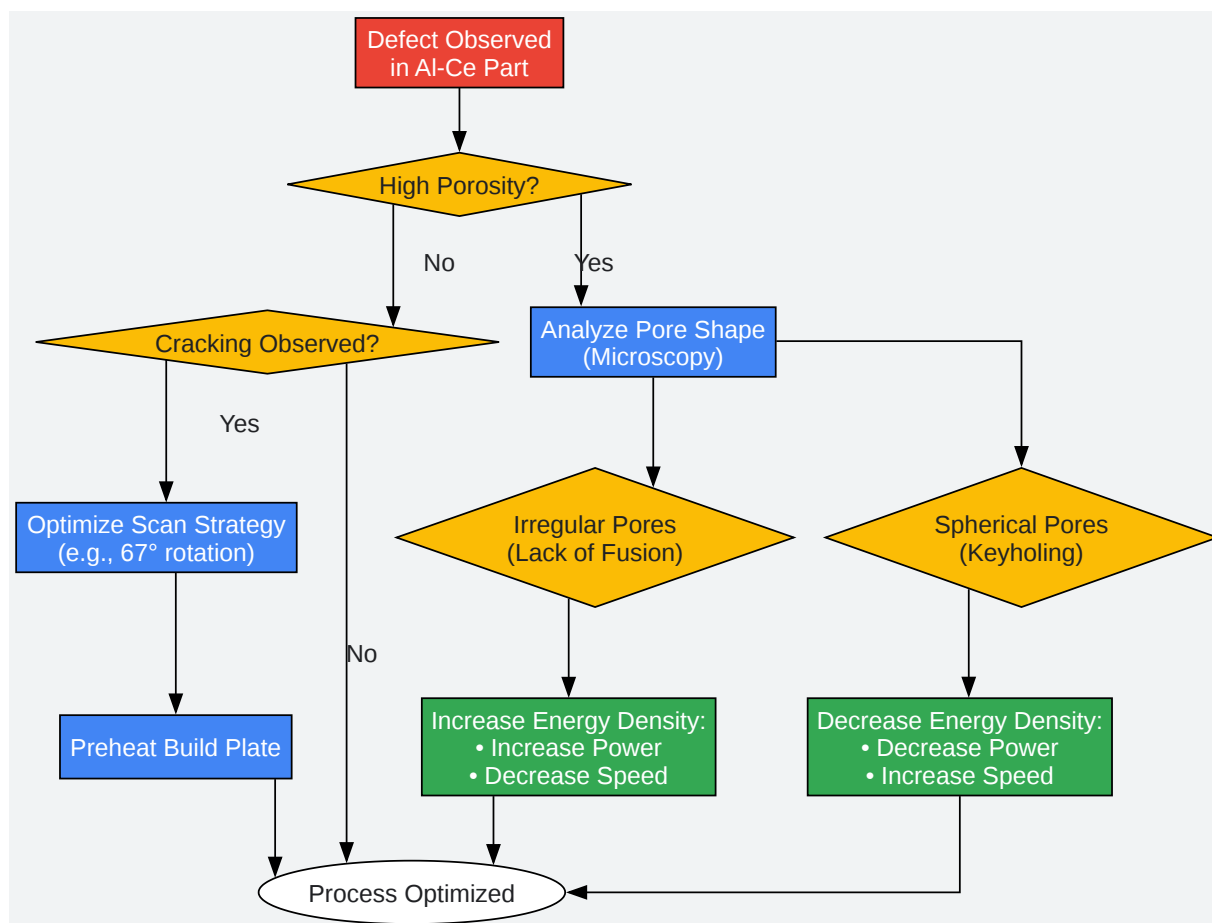 Defect Observed
in Al-Ce Part
High Porosity?
No
Yes
Cracking Observed?
Analyze Pore Shape
(Microscopy)
Yes
Optimize Scan Strategy
(e.g., 67° rotation)
Irregular Pores
(Lack of Fusion)
Spherical Pores
(Keyholing)
No
Preheat Build Plate
Increase Energy Density:
• Increase Power
• Decrease Speed
Decrease Energy Density:
• Decrease Power
• Increase Speed
Process Optimized